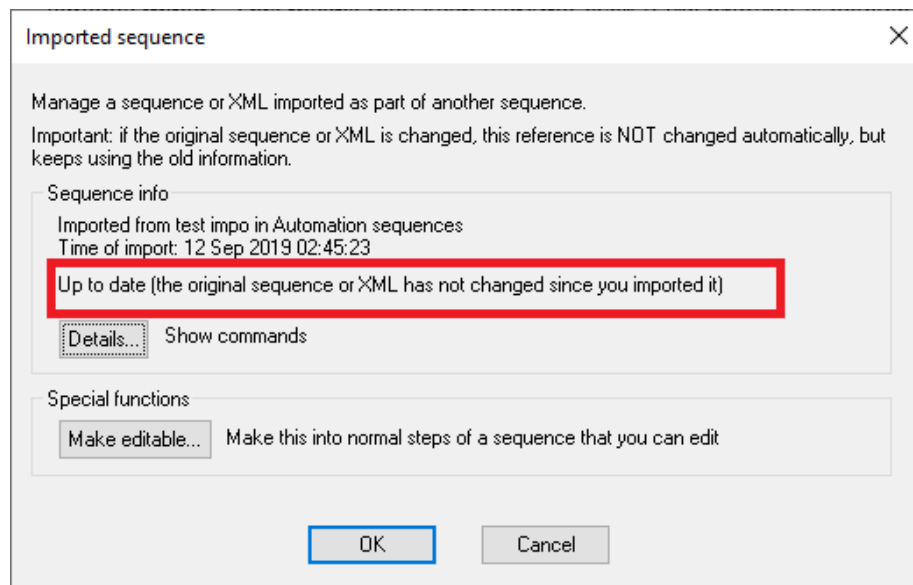 Imported sequence
Manage a sequence or XML imported as part of another sequence.
Important: if the original sequence or XML is changed, this reference is NOT changed automatically, but
keeps using the old information.
Sequence info
Imported from test impo in Automation sequences
Time of import: 12 Sep 2019 02:45:23
Up to date (the original sequence or XML has not changed since you imported it)
Details... Show commands
Special functions
Make editable... Make this into normal steps of a sequence that you can edit
OK Cancel